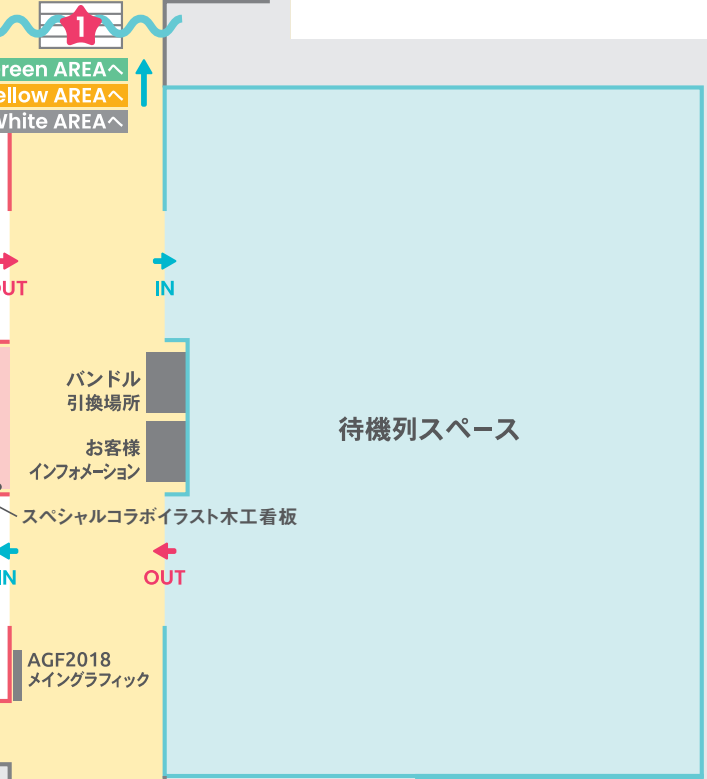 1
reen AREAへ
ellow AREAへ
White AREAへ
OUT
IN
バンドル
引換場所
お客様
インフォメーション
待機列スペース
スペシャルコラボイラスト木工看板
IN
OUT
AGF2018
メイングラフィック